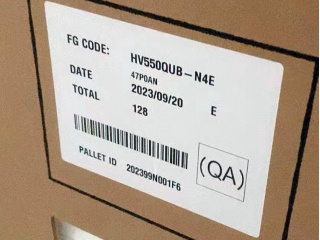 FG CODE: HV550QUB-N4E
47P0AN
DATE 2023/09/20 E
TOTAL 128
(QA)
PALLET ID 202399N001F6